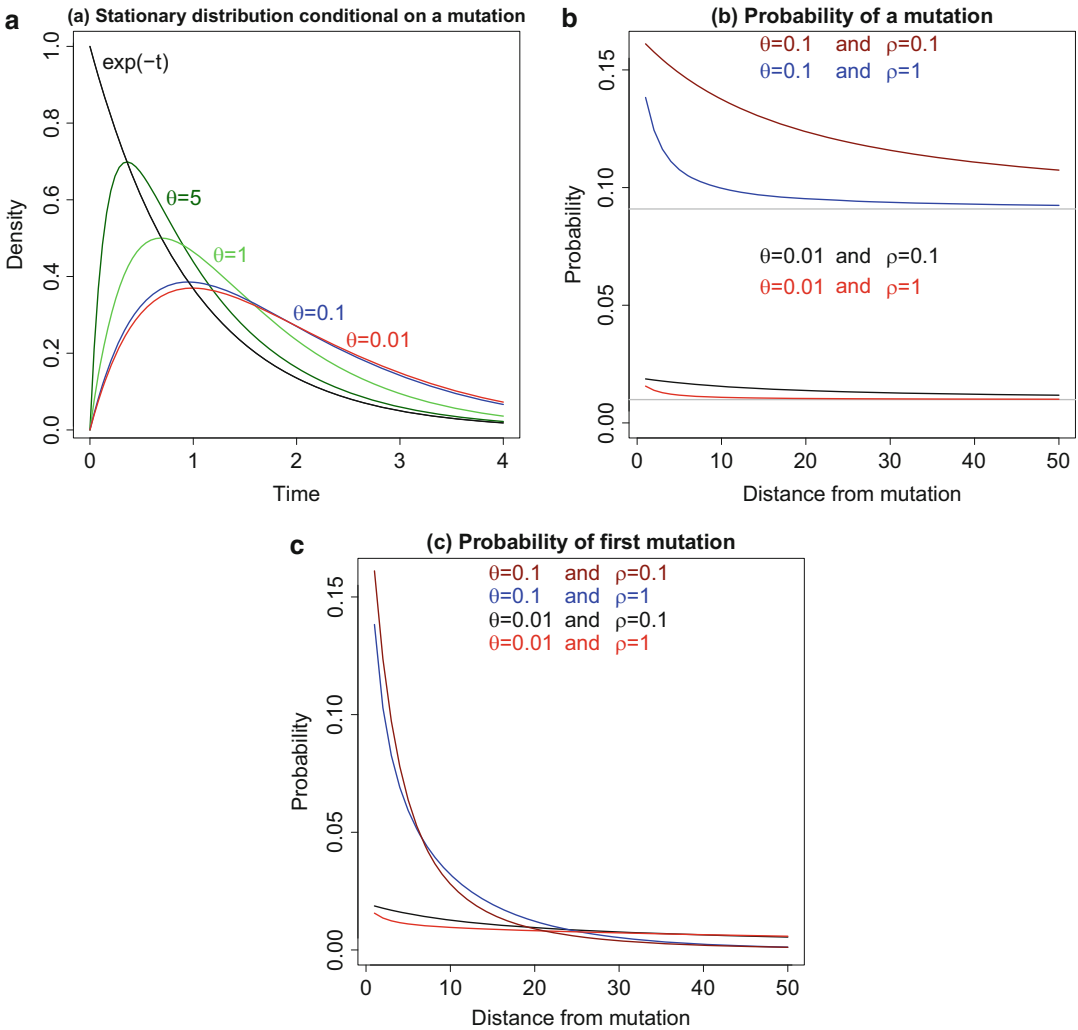 a
(a) Stationary distribution conditional on a mutation
1.0
0.8
0.6
0.4
0.2
0.0
Density
exp(−t)
θ=5
θ=1
θ=0.1
θ=0.01
0 1 2 3 4
Time
b
(b) Probability of a mutation
0.15
0.10
0.05
0.00
Probability
θ=0.1 and ρ=0.1
θ=0.1 and ρ=1
θ=0.01 and ρ=0.1
θ=0.01 and ρ=1
0 10 20 30 40 50
Distance from mutation
c
(c) Probability of first mutation
0.15
0.10
0.05
0.00
Probability
θ=0.1 and ρ=0.1
θ=0.1 and ρ=1
θ=0.01 and ρ=0.1
θ=0.01 and ρ=1
0 10 20 30 40 50
Distance from mutation